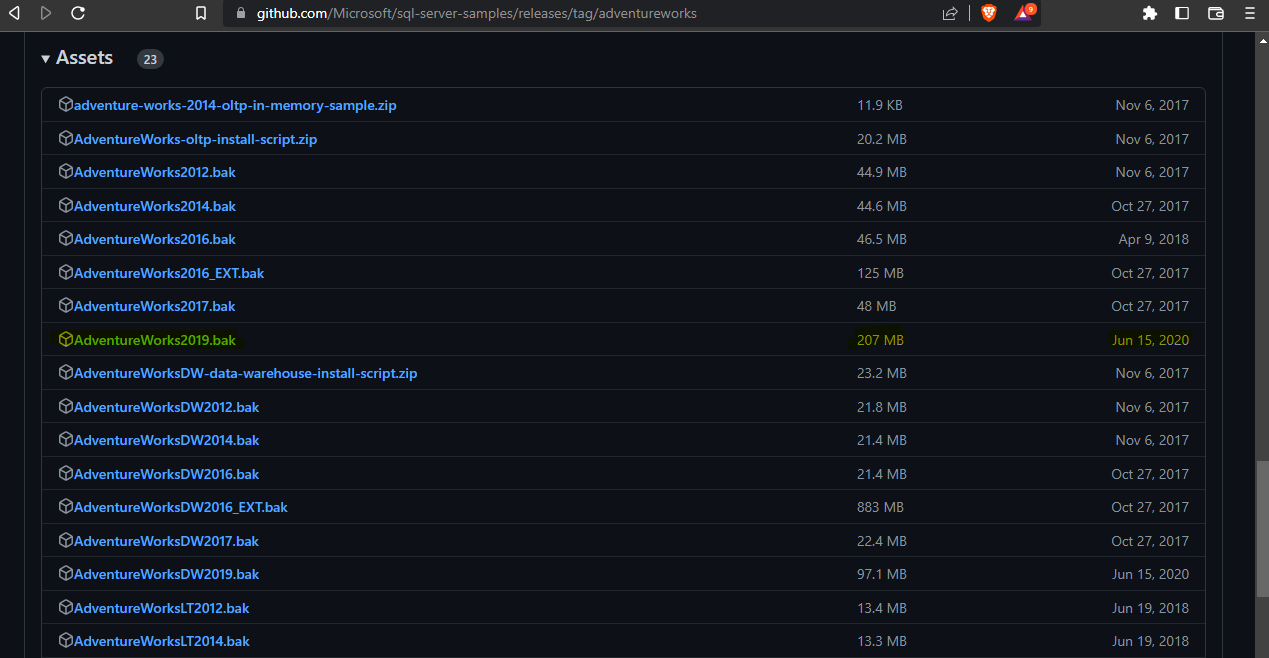 github.com/Microsoft/sql-server-samples/releases/tag/adventureworks 9
Assets 23
adventure-works-2014-oltp-in-memory-sample.zip 11.9 KB Nov 6, 2017
AdventureWorks-oltp-install-script.zip 20.2 MB Nov 6, 2017
AdventureWorks2012.bak 44.9 MB Nov 6, 2017
AdventureWorks2014.bak 44.6 MB Oct 27, 2017
AdventureWorks2016.bak 46.5 MB Apr 9, 2018
AdventureWorks2016_EXT.bak 125 MB Oct 27, 2017
AdventureWorks2017.bak 48 MB Oct 27, 2017
AdventureWorks2019.bak 207 MB Jun 15, 2020
AdventureWorksDW-data-warehouse-install-script.zip 23.2 MB Nov 6, 2017
AdventureWorksDW2012.bak 21.8 MB Nov 6, 2017
AdventureWorksDW2014.bak 21.4 MB Nov 6, 2017
AdventureWorksDW2016.bak 21.4 MB Oct 27, 2017
AdventureWorksDW2016_EXT.bak 883 MB Oct 27, 2017
AdventureWorksDW2017.bak 22.4 MB Oct 27, 2017
AdventureWorksDW2019.bak 97.1 MB Jun 15, 2020
AdventureWorksLT2012.bak 13.4 MB Jun 19, 2018
AdventureWorksLT2014.bak 13.3 MB Jun 19, 2018